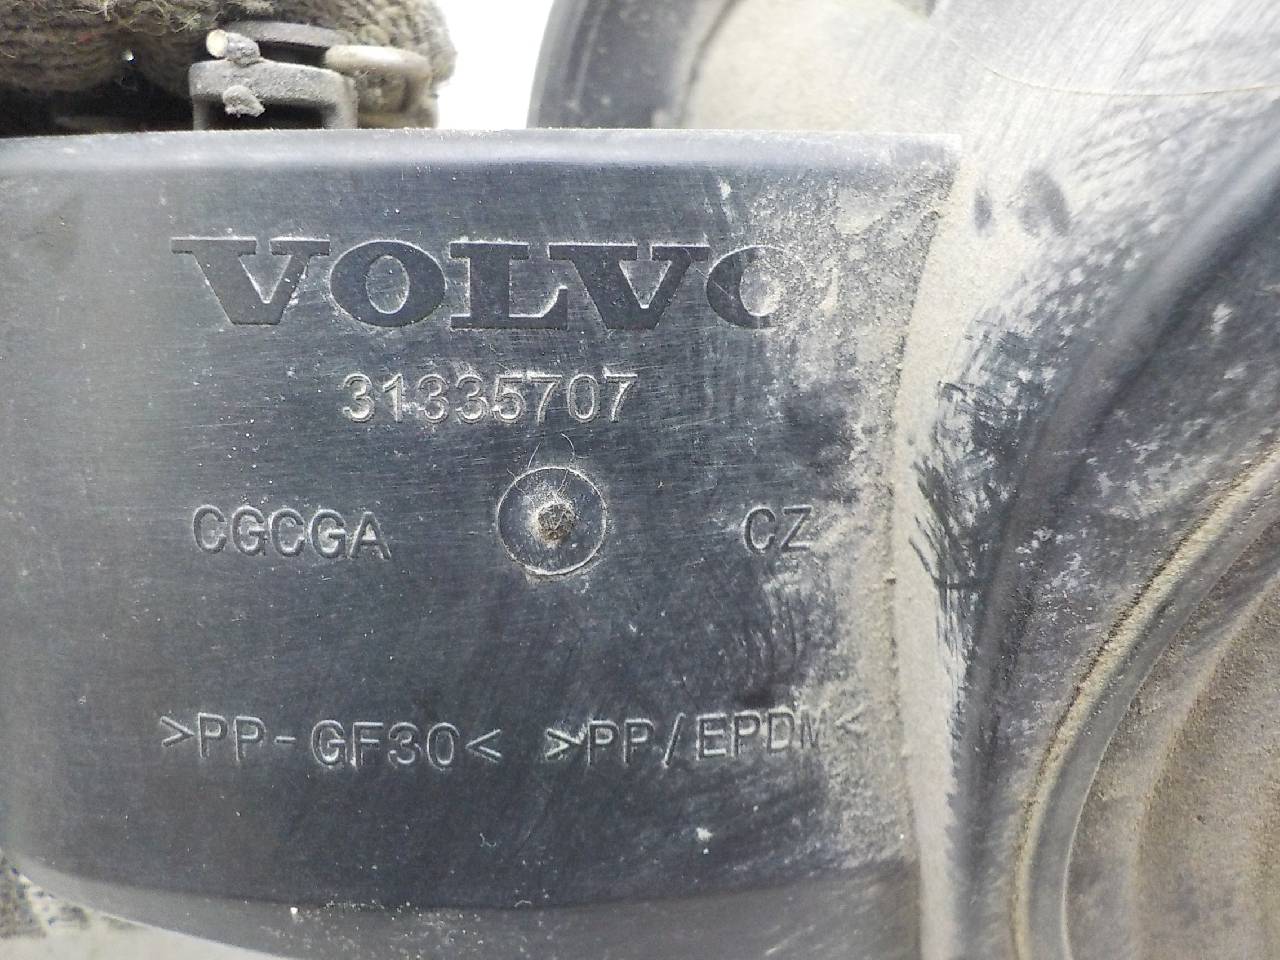 VOLVO
31335707
CGCGA CZ
>PP-GF30< >PP/EPDM<